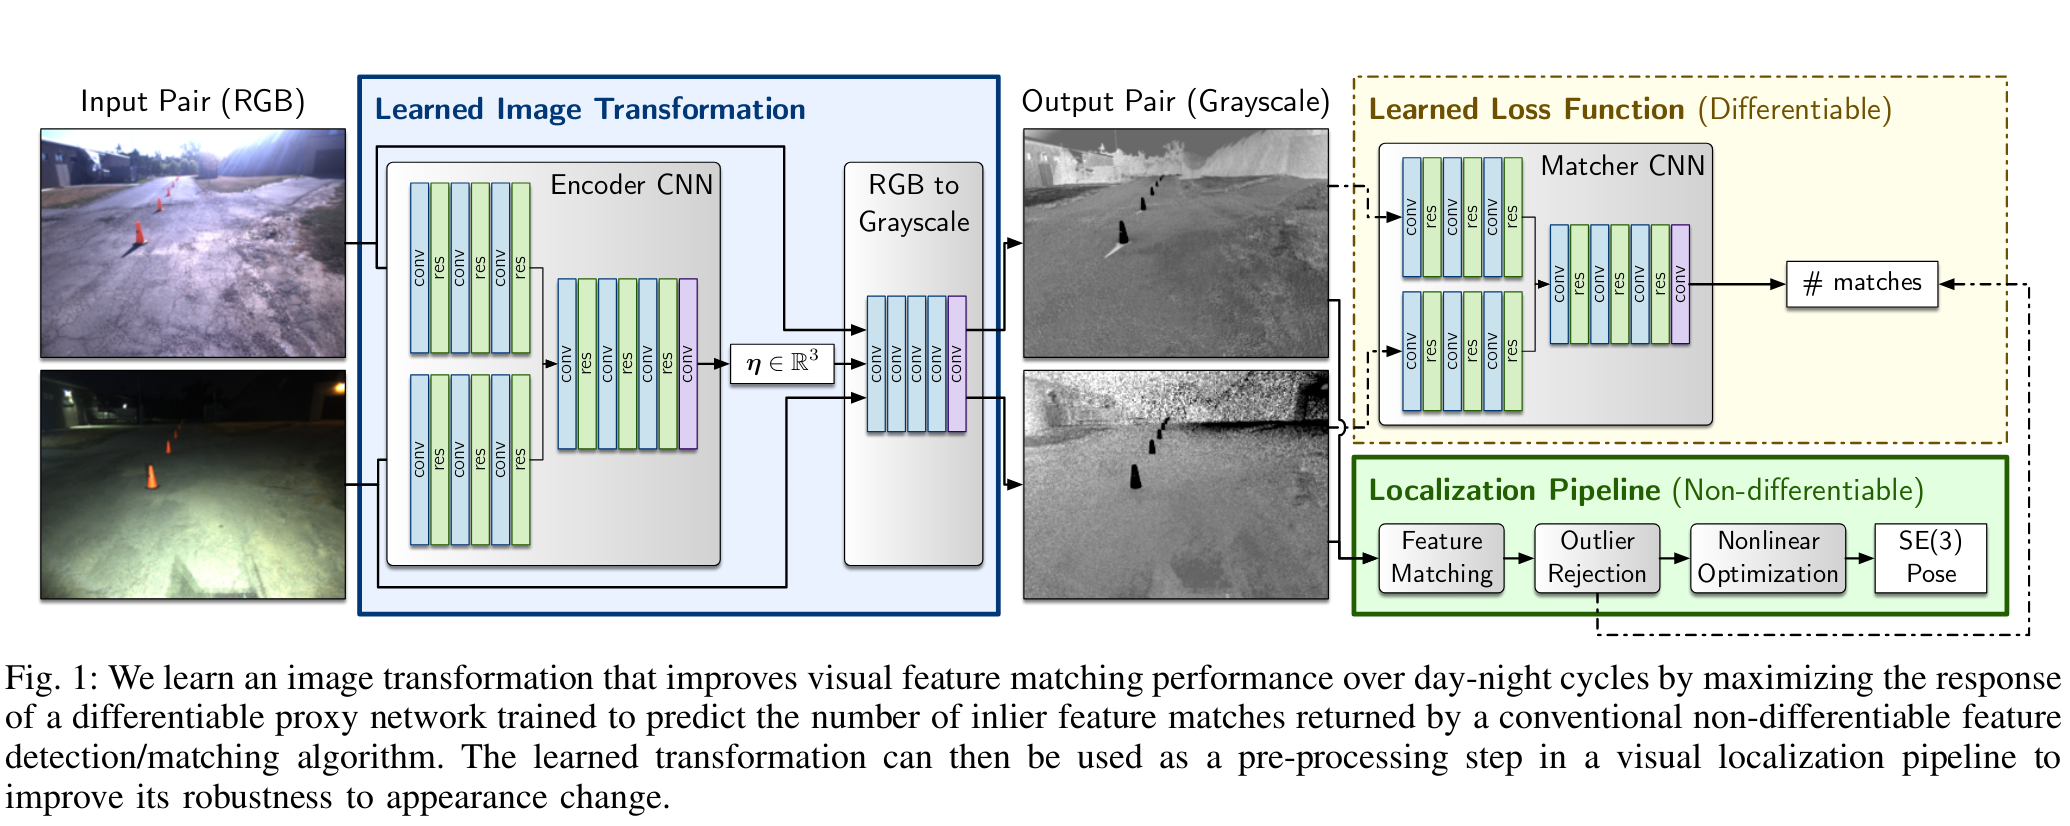 Input Pair (RGB)
Learned Image Transformation
Encoder CNN
conv res conv res conv res
conv res conv res conv res
conv res conv res conv res conv
η ∈ ℝ³
RGB to
Grayscale
conv conv conv conv conv
Output Pair (Grayscale)
Learned Loss Function (Differentiable)
Matcher CNN
conv res conv res conv res
conv res conv res conv res
conv res conv res conv res conv
# matches
Localization Pipeline (Non-differentiable)
Feature
Matching
Outlier
Rejection
Nonlinear
Optimization
SE(3)
Pose
Fig. 1: We learn an image transformation that improves visual feature matching performance over day-night cycles by maximizing the response
of a differentiable proxy network trained to predict the number of inlier feature matches returned by a conventional non-differentiable feature
detection/matching algorithm. The learned transformation can then be used as a pre-processing step in a visual localization pipeline to
improve its robustness to appearance change.